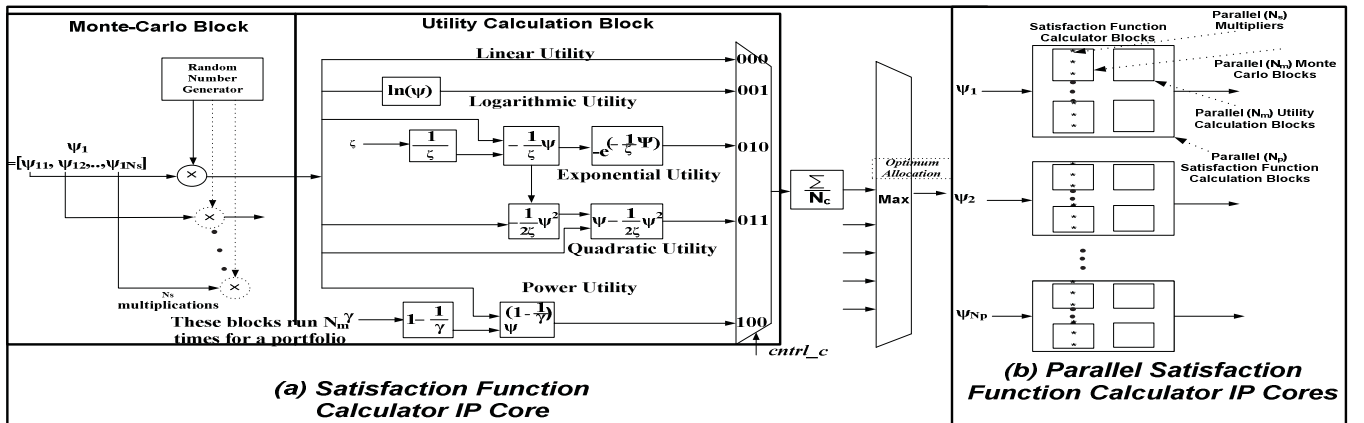 Monte-Carlo Block
Random
Number
Generator
Ψ1
=[Ψ11, Ψ12,..,Ψ1Ns]
×
×
×
Ns
multiplications
These blocks run Nm
times for a portfolio
Utility Calculation Block
Linear Utility
000
ln(Ψ)
001
Logarithmic Utility
ζ
1/ζ
-1/ζ Ψ
-e^(-1/ζ Ψ)
010
Exponential Utility
-1/2ζ Ψ²
Ψ-1/2ζ Ψ²
011
Quadratic Utility
Power Utility
γ
1-1/γ
Ψ^(1-1/γ)
100
cntrl_c
Σ/Nc
Max
Optimum
Allocation
(a) Satisfaction Function
Calculator IP Core
Parallel (Ns)
Multipliers
Satisfaction Function
Calculator Blocks
Parallel (Nm) Monte
Carlo Blocks
Parallel (Nm) Utility
Calculation Blocks
Parallel (Np)
Satisfaction Function
Calculation Blocks
Ψ1
Ψ2
ΨNp
(b) Parallel Satisfaction
Function Calculator IP Cores